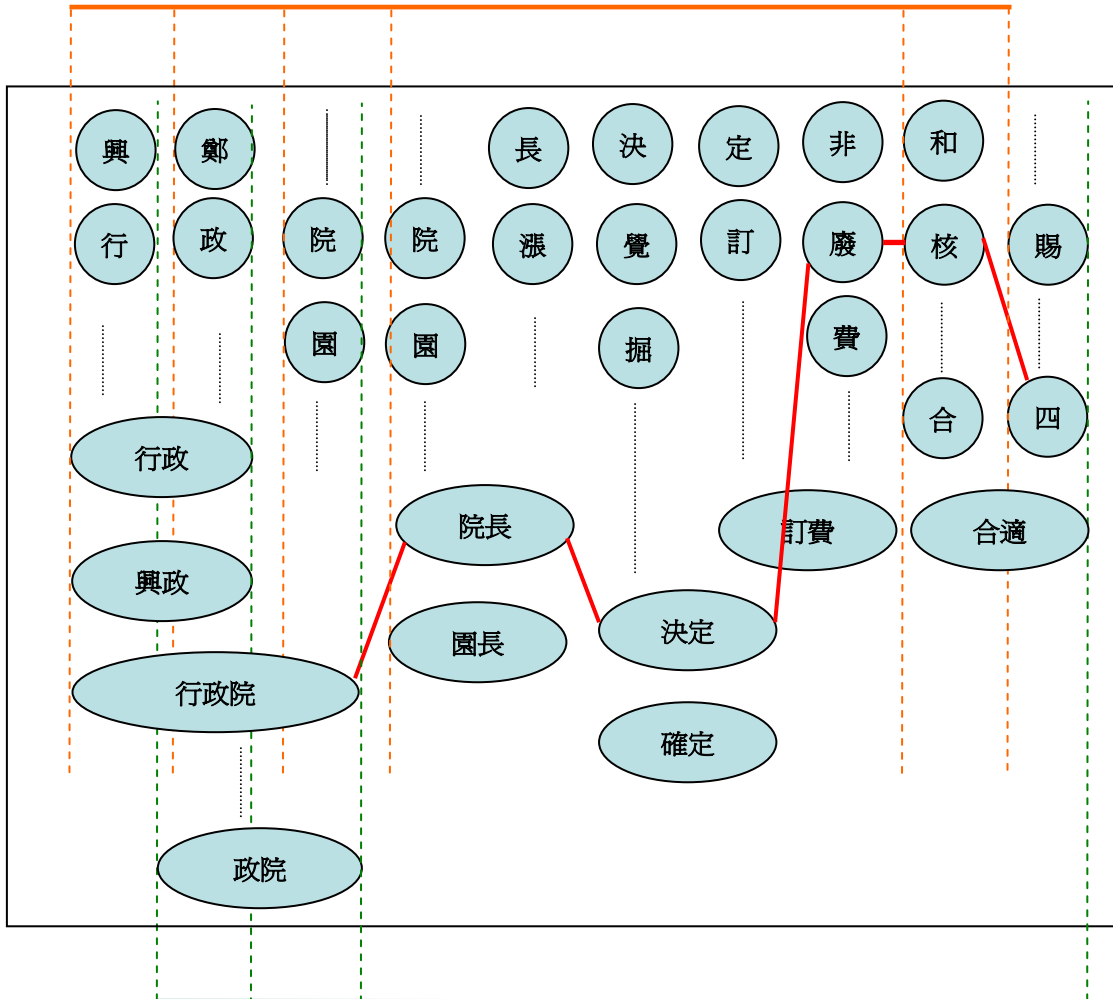 興 鄭 長 決 定 非 和
行 政 院 院 漲 覺 訂 廢 核 賜
園 園 掘 費
合 四
行政
院長 訂費 合適
興政
園長 決定
行政院
確定
政院